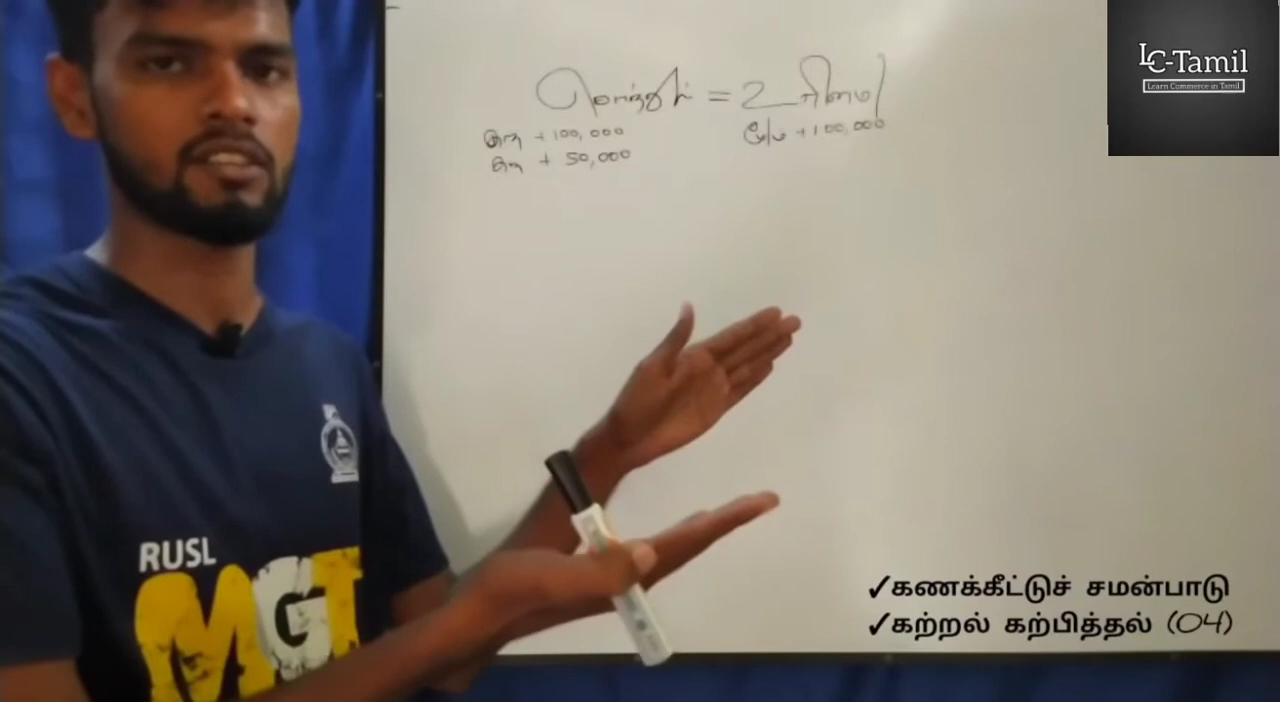 LC-Tamil
Learn Commerce in Tamil
சொத்து = உரிமை
+ 100,000 + 100,000
+ 50,000
RUSL
MGT
✓கணக்கீட்டுச் சமன்பாடு
✓கற்றல் கற்பித்தல் (04)